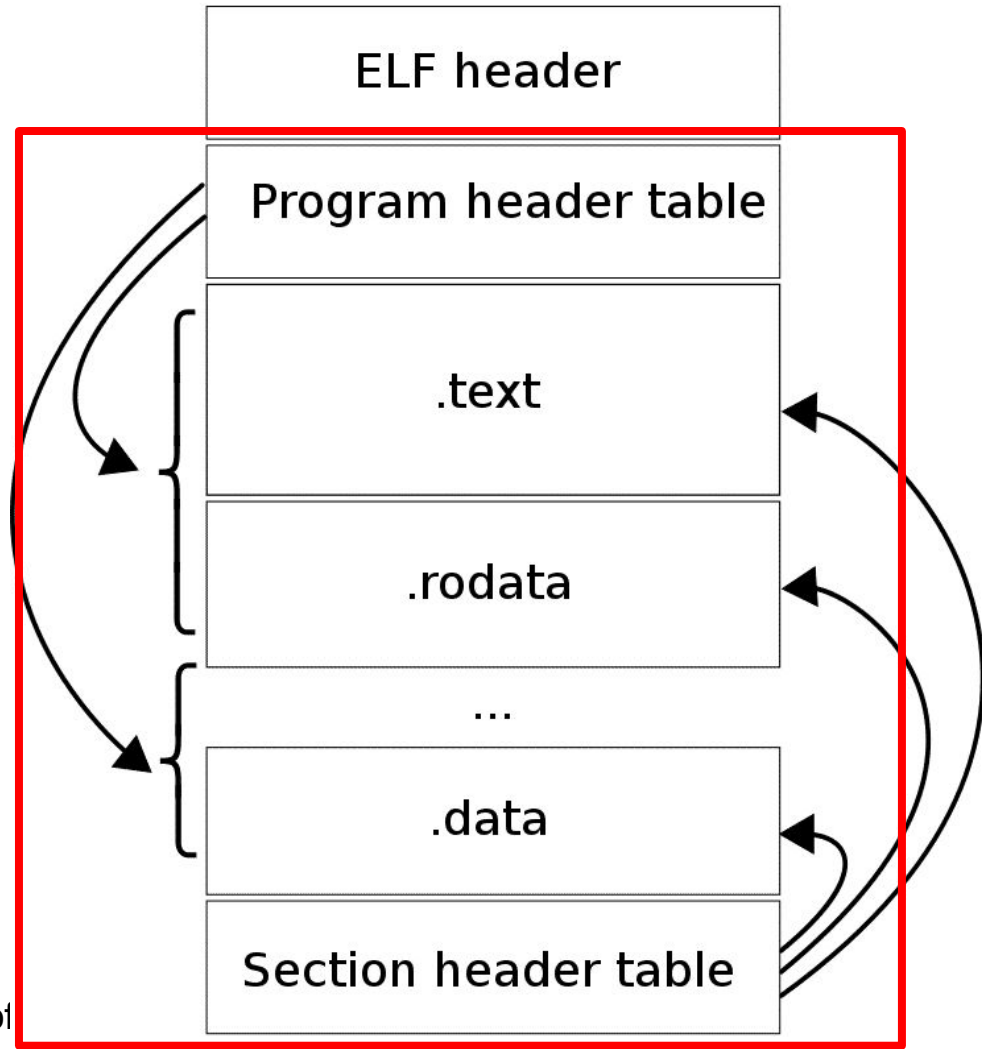 ELF header
Program header table
.text
.rodata
...
.data
Section header table